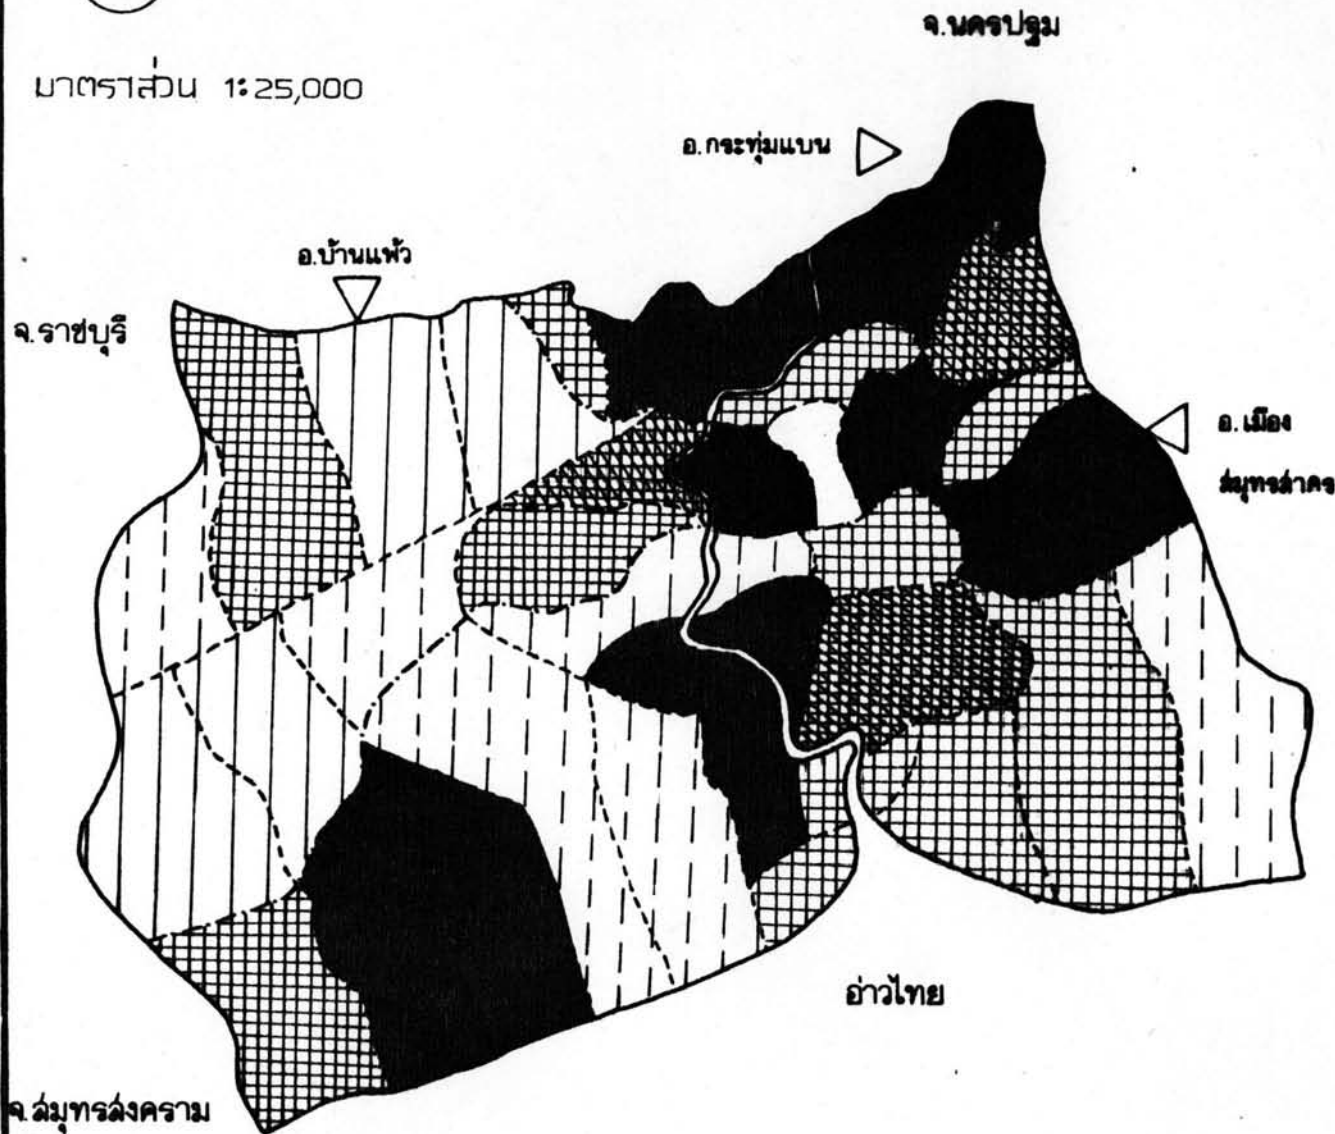 จ.นครปฐม
มาตราส่วน 1:25,000
อ.กระทุ่มแบน
อ.บ้านแพ้ว
จ.ราชบุรี
อ.เมือง
สมุทรสาคร
อ่าวไทย
จ.สมุทรสงคราม